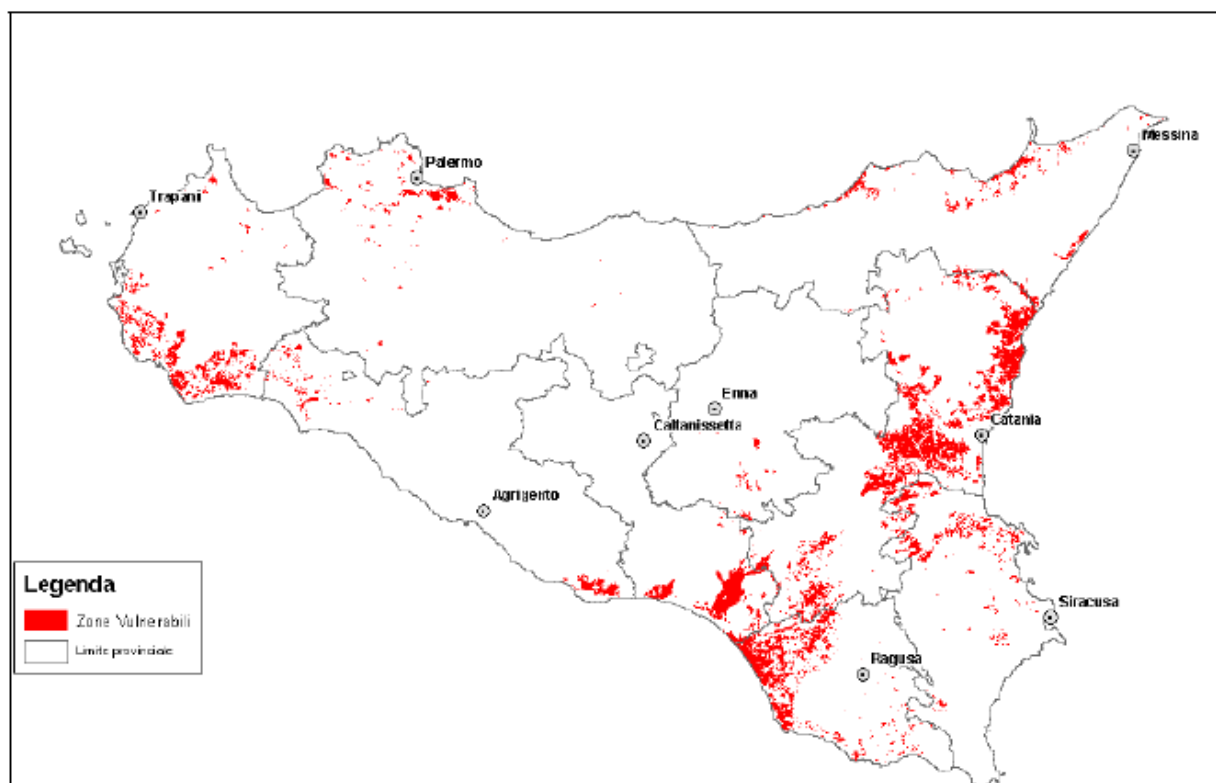 Messina
Palermo
Trapani
Enna
Caltanissetta
Catania
Agrigento
Siracusa
Ragusa
Legenda
Zone Vulnerabili
Limite provinciale